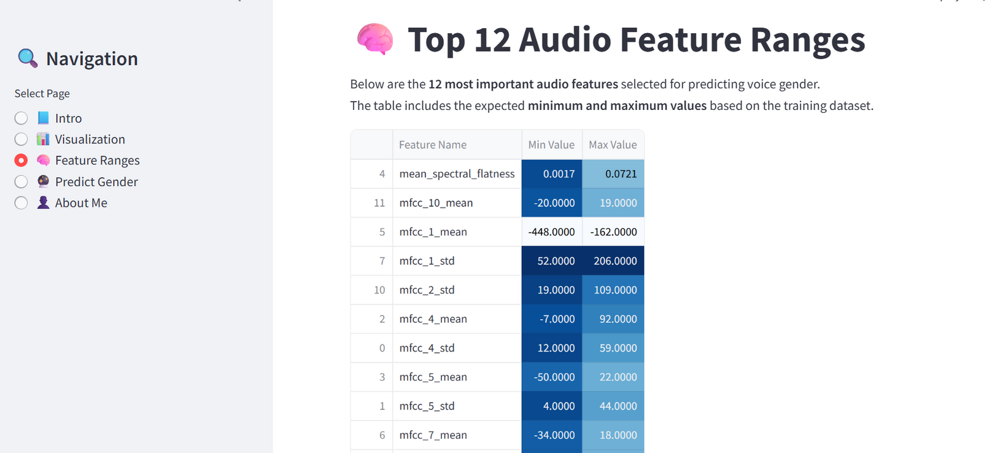 Top 12 Audio Feature Ranges
Navigation
Below are the 12 most important audio features selected for predicting voice gender.
Select Page
The table includes the expected minimum and maximum values based on the training dataset.
Intro
Visualization
Feature Ranges
Predict Gender
About Me
Feature Name Min Value Max Value
4 mean_spectral_flatness 0.0017 0.0721
11 mfcc_10_mean -20.0000 19.0000
5 mfcc_1_mean -448.0000 -162.0000
7 mfcc_1_std 52.0000 206.0000
10 mfcc_2_std 19.0000 109.0000
2 mfcc_4_mean -7.0000 92.0000
0 mfcc_4_std 12.0000 59.0000
3 mfcc_5_mean -50.0000 22.0000
1 mfcc_5_std 4.0000 44.0000
6 mfcc_7_mean -34.0000 18.0000